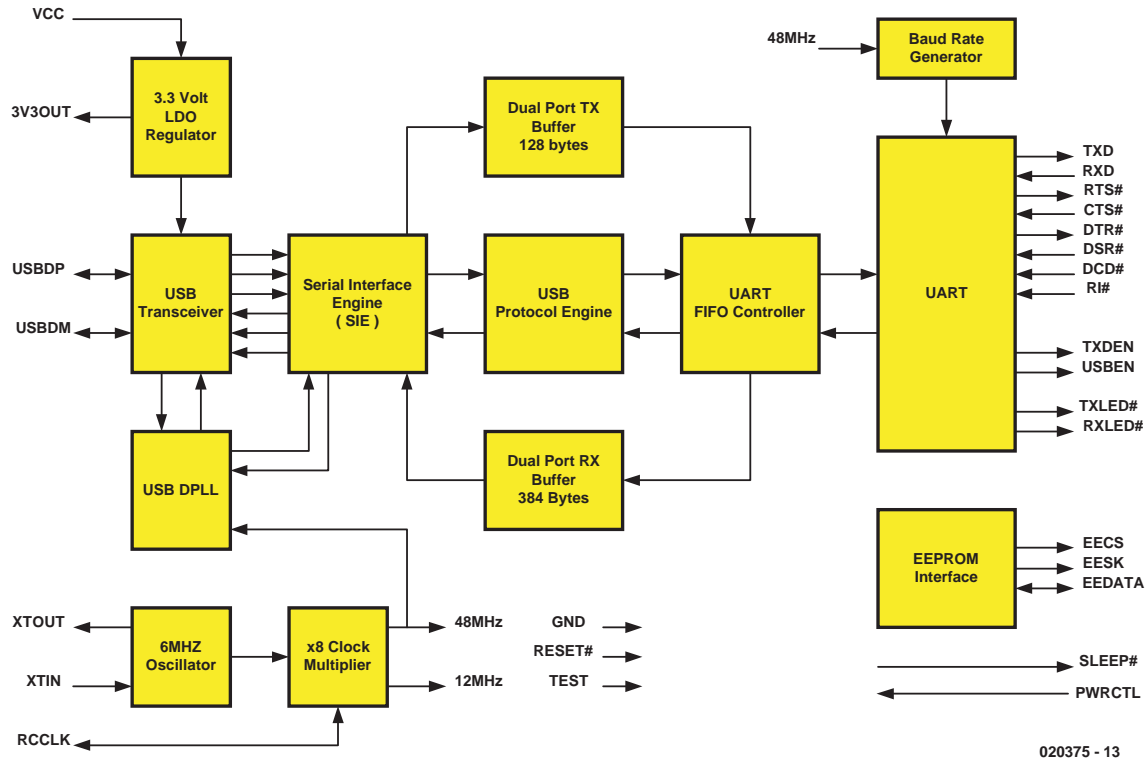 VCC
48MHz
Baud Rate
Generator
3V3OUT
3.3 Volt
LDO
Regulator
Dual Port TX
Buffer
128 bytes
TXD
RXD
RTS#
CTS#
DTR#
DSR#
DCD#
RI#
USBDP
USBDM
USB
Transceiver
Serial Interface
Engine
( SIE )
USB
Protocol Engine
UART
FIFO Controller
UART
TXDEN
USBEN
TXLED#
RXLED#
USB DPLL
Dual Port RX
Buffer
384 Bytes
EEPROM
Interface
EECS
EESK
EEDATA
XTOUT
XTIN
6MHZ
Oscillator
x8 Clock
Multiplier
48MHz
12MHz
GND
RESET#
TEST
SLEEP#
PWRCTL
RCCLK
020375 - 13